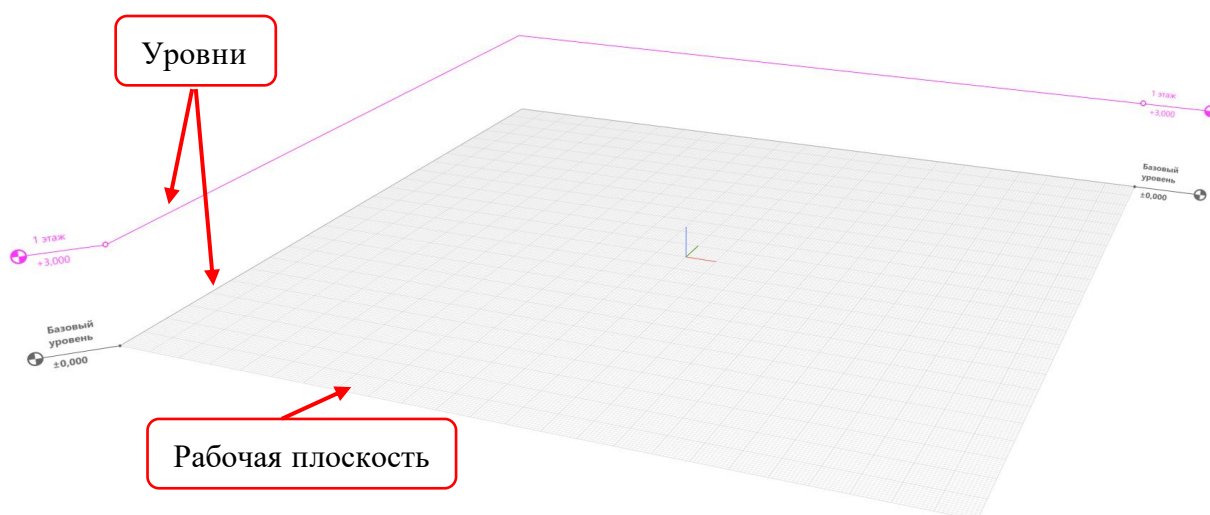 Уровни
1 этаж
+3,000
Базовый
уровень
±0,000
1 этаж
+3,000
Базовый
уровень
±0,000
Рабочая плоскость